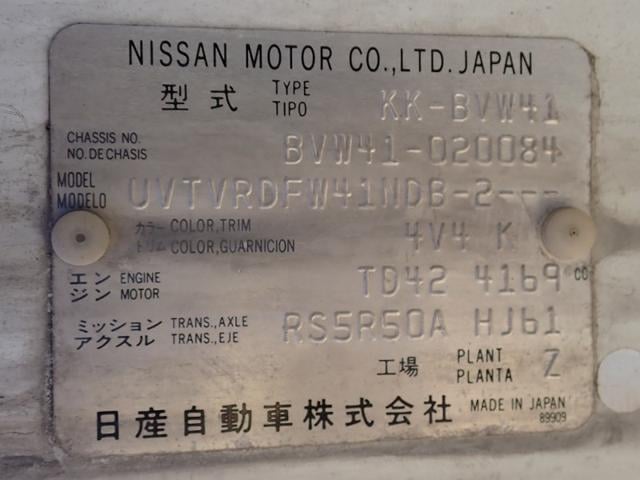 NISSAN MOTOR CO.,LTD. JAPAN
型式 TYPE TIPO KK-BVW41
CHASSIS NO. BVW41-020084
NO. DE CHASIS
MODEL UVTVRDFW41NDB-2---
MODELO
カラー COLOR,TRIM 4V4 K
トリム COLOR,GUARNICION
エン ENGINE TD42 4169 CC
ジン MOTOR
ミッション TRANS.,AXLE RS5R50A HJ61
アクスル TRANS.,EJE
工場 PLANT Z
PLANTA
日産自動車株式会社 MADE IN JAPAN
89909